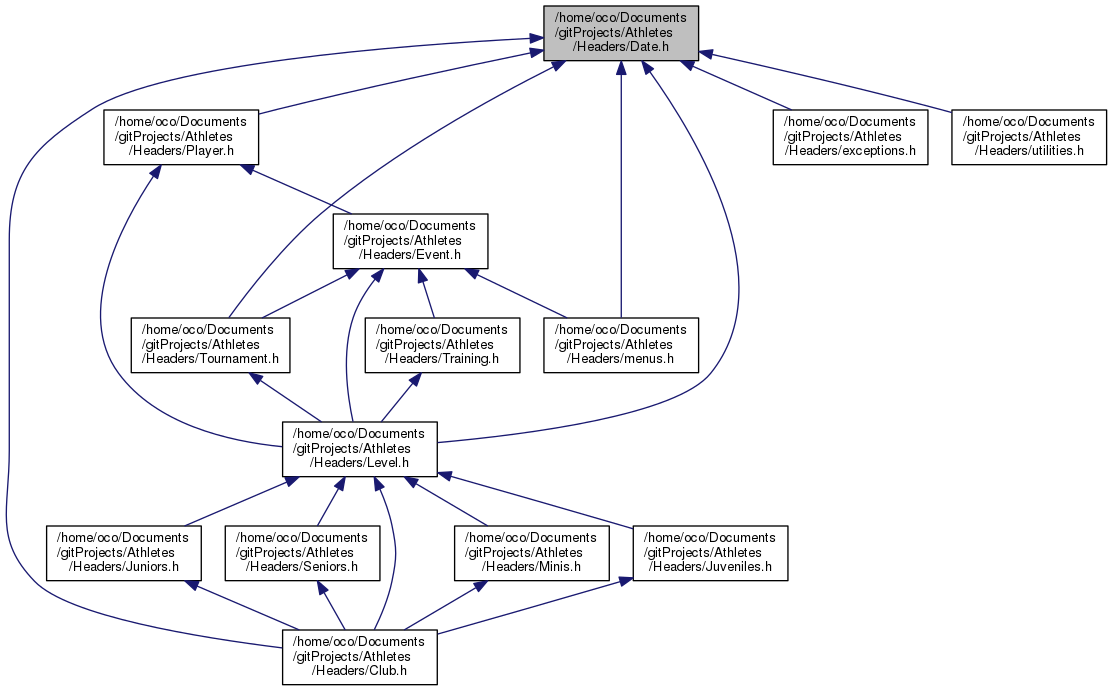 /home/oco/Documents
/gitProjects/Athletes
/Headers/Date.h
/home/oco/Documents
/gitProjects/Athletes
/Headers/Player.h
/home/oco/Documents
/gitProjects/Athletes
/Headers/exceptions.h
/home/oco/Documents
/gitProjects/Athletes
/Headers/utilities.h
/home/oco/Documents
/gitProjects/Athletes
/Headers/Event.h
/home/oco/Documents
/gitProjects/Athletes
/Headers/Tournament.h
/home/oco/Documents
/gitProjects/Athletes
/Headers/Training.h
/home/oco/Documents
/gitProjects/Athletes
/Headers/menus.h
/home/oco/Documents
/gitProjects/Athletes
/Headers/Level.h
/home/oco/Documents
/gitProjects/Athletes
/Headers/Juniors.h
/home/oco/Documents
/gitProjects/Athletes
/Headers/Seniors.h
/home/oco/Documents
/gitProjects/Athletes
/Headers/Minis.h
/home/oco/Documents
/gitProjects/Athletes
/Headers/Juveniles.h
/home/oco/Documents
/gitProjects/Athletes
/Headers/Club.h